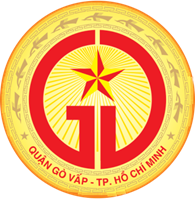 QUẬN GÒ VẤP - TP. HỒ CHÍ MINH